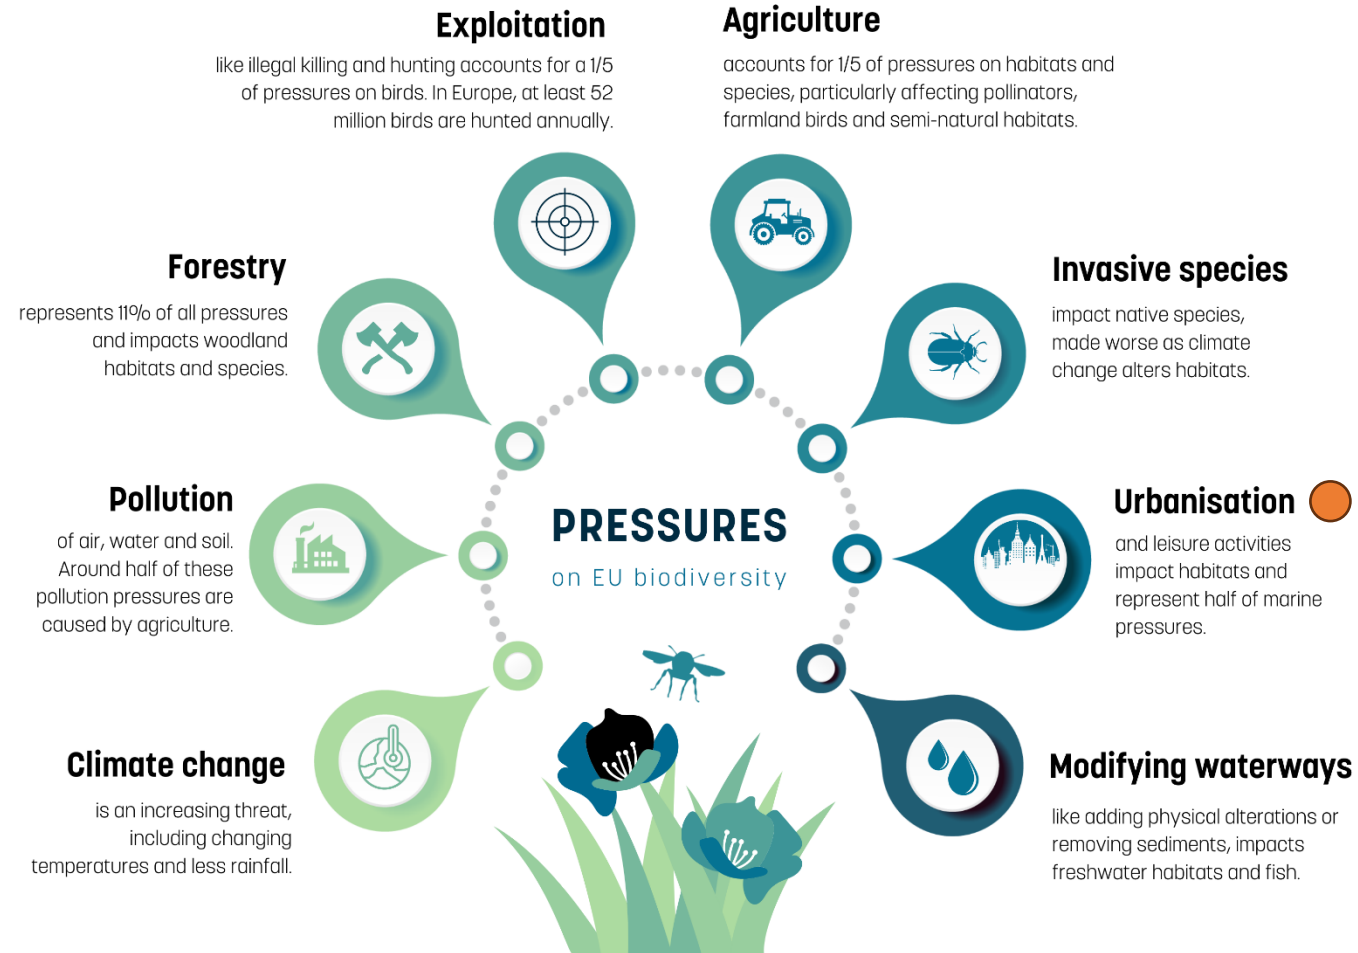 Exploitation
like illegal killing and hunting accounts for a 1/5
of pressures on birds. In Europe, at least 52
million birds are hunted annually.
Agriculture
accounts for 1/5 of pressures on habitats and
species, particularly affecting pollinators,
farmland birds and semi-natural habitats.
Forestry
represents 11% of all pressures
and impacts woodland
habitats and species.
Invasive species
impact native species,
made worse as climate
change alters habitats.
Pollution
of air, water and soil.
Around half of these
pollution pressures are
caused by agriculture.
PRESSURES
on EU biodiversity
Urbanisation
and leisure activities
impact habitats and
represent half of marine
pressures.
Climate change
is an increasing threat,
including changing
temperatures and less rainfall.
Modifying waterways
like adding physical alterations or
removing sediments, impacts
freshwater habitats and fish.